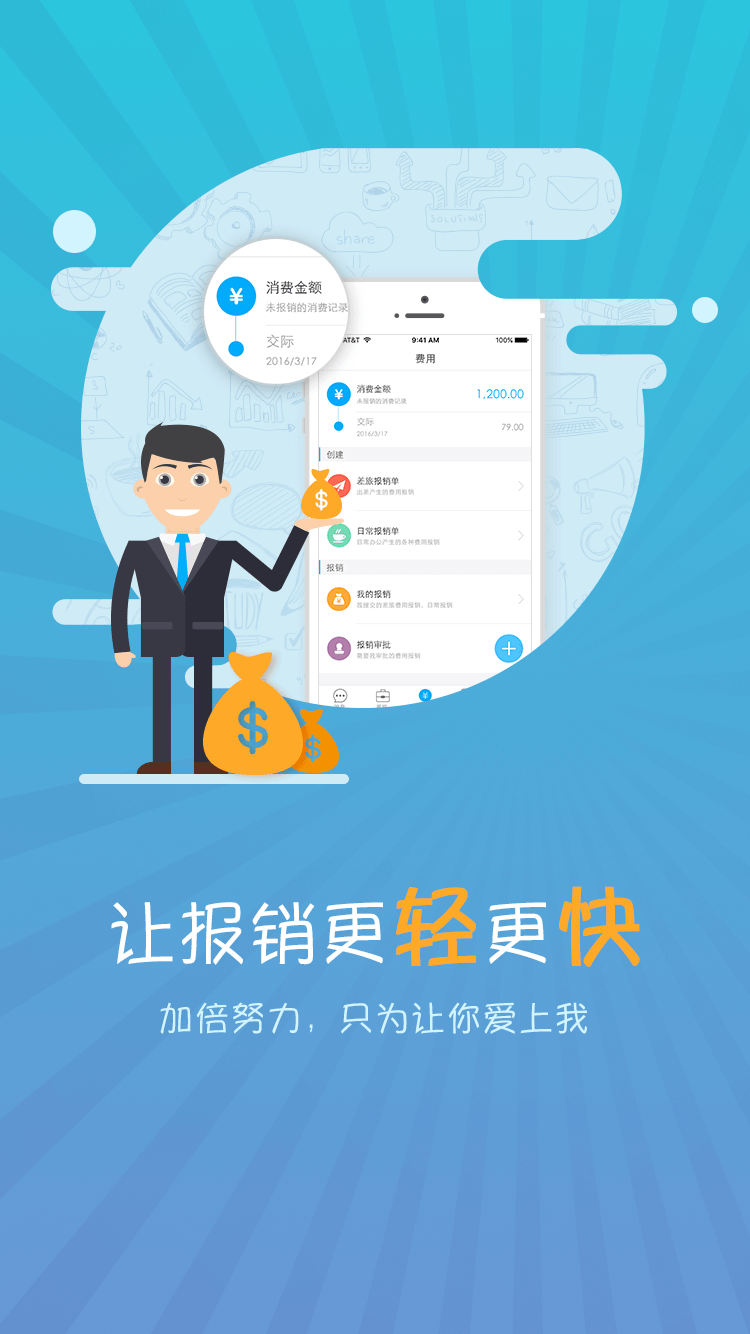 SOLUTIONS
share
¥
消费金额
未报销的消费记录
交际
2016/3/17
AT&T
9:41 AM
100%
费用
¥
消费金额
未报销的消费记录
1,200.00
交际
2016/3/17
79.00
创建
差旅报销单
出差产生的费用报销
日常报销单
日常办公产生的各种费用报销
报销
我的报销
我提交的差旅费用报销、日常报销
报销审批
需要我审批的费用报销
¥
$
$
$
让报销更轻更快
加倍努力，只为让你爱上我